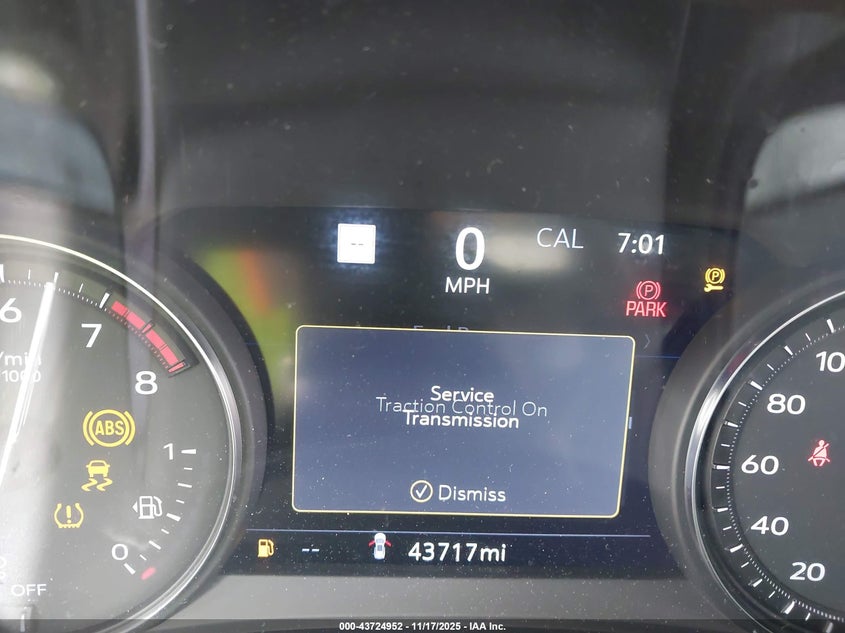 0
MPH
CAL
7:01
PARK
6
7
8
ABS
1
0
OFF
Service
Traction Control On
Transmission
Dismiss
--
43717mi
80
60
40
20
000-43724952 - 11/17/2025 - IAA Inc.